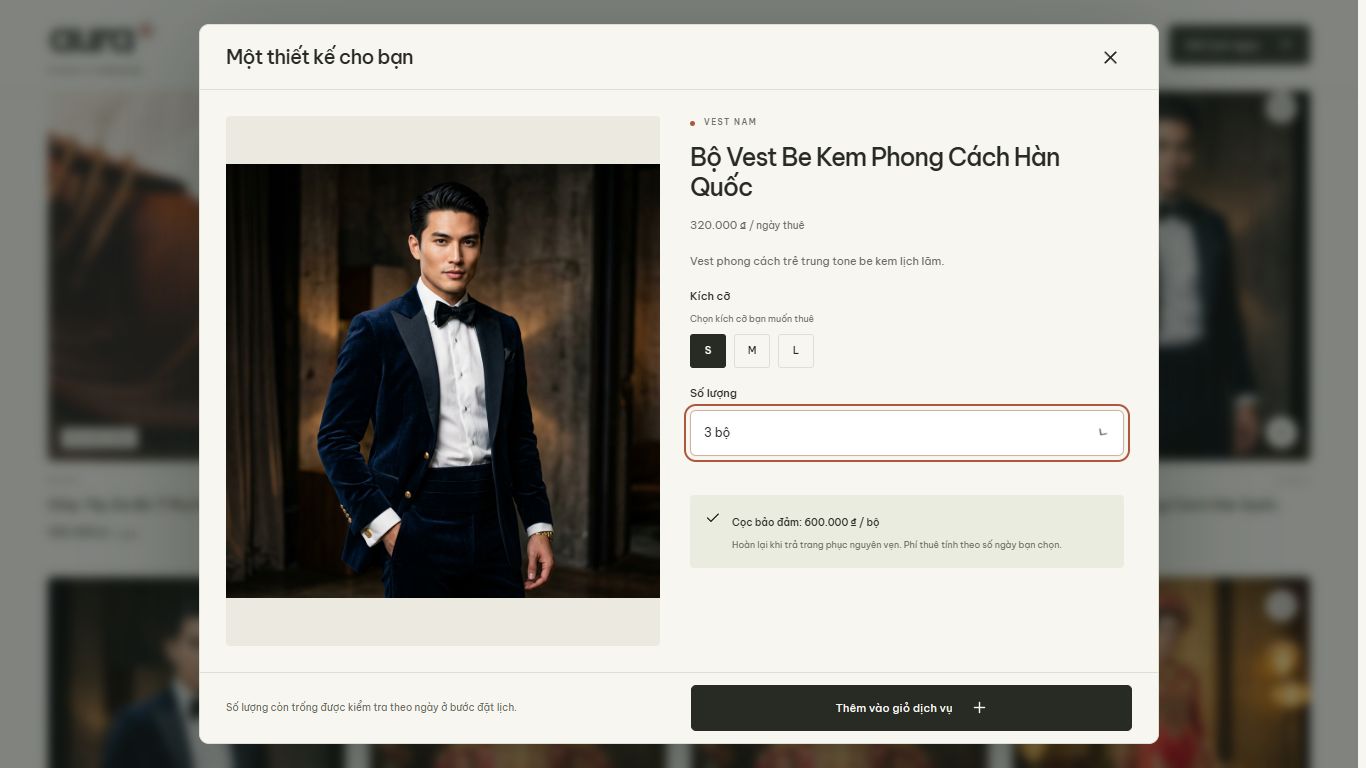 aura
Một thiết kế cho bạn
VEST NAM
Bộ Vest Be Kem Phong Cách Hàn
Quốc
320.000 ₫ / ngày thuê
Vest phong cách trẻ trung tone be kem lịch lãm.
Kích cỡ
Chọn kích cỡ bạn muốn thuê
S M L
Số lượng
3 bộ
Cọc bảo đảm: 600.000 ₫ / bộ
Hoàn lại khi trả trang phục nguyên vẹn. Phí thuê tính theo số ngày bạn chọn.
Số lượng còn trống được kiểm tra theo ngày ở bước đặt lịch.
Thêm vào giỏ dịch vụ